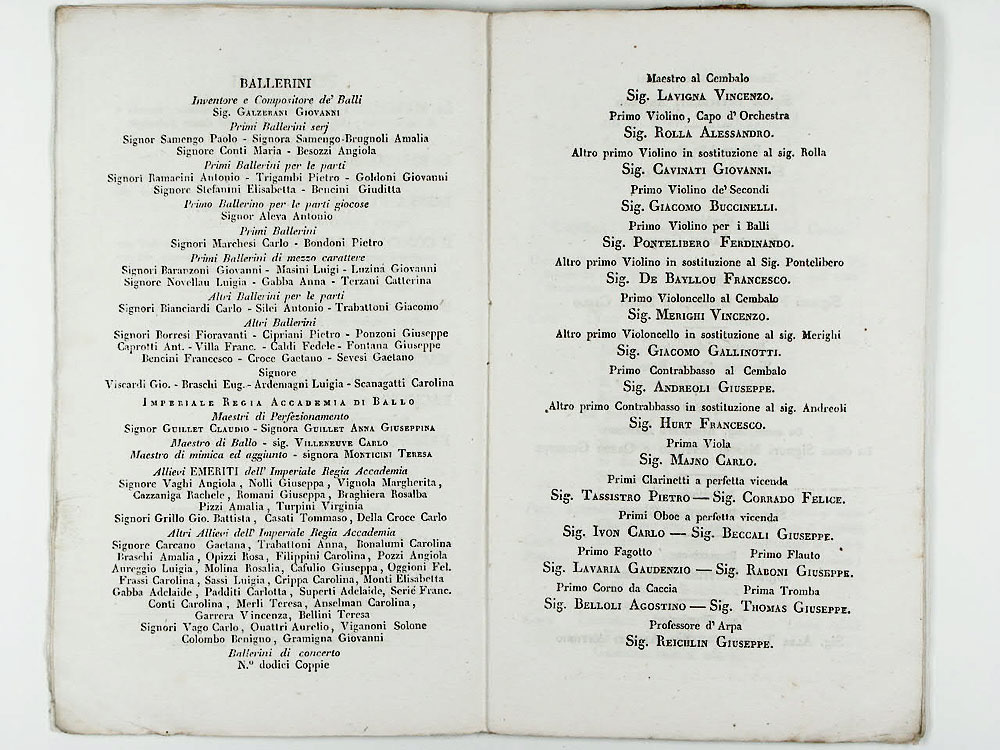 BALLERINI
Inventore e Compositore de' Balli
Sig. Galzerani Giovanni
Primi Ballerini serj
Signor Samengo Paolo - Signora Samengo-Brugnoli Amalia
Signore Conti Maria - Besozzi Angiola
Primi Ballerini per le parti
Signori Ramacini Antonio - Trigambi Pietro - Goldoni Giovanni
Signore Stefanini Elisabetta - Bencini Giuditta
Primo Ballerino per le parti giocose
Signor Aleva Antonio
Primi Ballerini
Signori Marchesi Carlo - Bondoni Pietro
Primi Ballerini di mezzo carattere
Signori Baranzoni Giovanni - Masini Luigi - Luzina Giovanni
Signore Novellau Luigia - Gabba Anna - Terzani Catterina
Altri Ballerini per le parti
Signori Bianciardi Carlo - Silei Antonio - Trabattoni Giacomo
Altri Ballerini
Signori Borresi Fioravanti - Cipriani Pietro - Ponzoni Giuseppe
Caprotti Ant. - Villa Franc. - Caldi Fedele - Fontana Giuseppe
Bencini Francesco - Croce Gaetano - Sevesi Gaetano
Signore
Viscardi Gio. - Braschi Eug. - Ardemagni Luigia - Scanagatti Carolina
Imperiale Regia Accademia di Ballo
Maestri di Perfezionamento
Signor Guillet Claudio - Signora Guillet Anna Giuseppina
Maestro di Ballo - sig. Villeneuve Carlo
Maestro di mimica ed aggiunto - signora Monticini Teresa
Allievi EMERITI dell' Imperiale Regia Accademia
Signore Vaghi Angiola, Nolli Giuseppa, Vignola Margherita,
Cazzaniga Rachele, Romani Giuseppa, Braghiera Rosalba
Pizzi Amalia, Turpini Virginia
Signori Grillo Gio. Battista, Casati Tommaso, Della Croce Carlo
Altri Allievi dell' Imperiale Regia Accademia
Signore Carcano Gaetana, Trabattoni Anna, Bonalumi Carolina
Braschi Amalia, Opizzi Rosa, Filippini Carolina, Pozzi Angiola
Aureggio Luigia, Molina Rosalia, Cafulio Giuseppa, Oggioni Fel.
Frassi Carolina, Sassi Luigia, Crippa Carolina, Monti Elisabetta
Gabba Adelaide, Padditi Carlotta, Superti Adelaide, Serie Franc.
Conti Carolina, Merli Teresa, Anselman Carolina,
Garrera Vincenza, Bellini Teresa
Signori Vago Carlo, Quattri Aurelio, Viganoni Solone
Colombo Benigno, Gramigna Giovanni
Ballerini di concerto
N.º dodici Coppie
Maestro al Cembalo
Sig. Lavigna Vincenzo.
Primo Violino, Capo d' Orchestra
Sig. Rolla Alessandro.
Altro primo Violino in sostituzione al sig. Rolla
Sig. Cavinati Giovanni.
Primo Violino de' Secondi
Sig. Giacomo Buccinelli.
Primo Violino per i Balli
Sig. Pontelibero Ferdinando.
Altro primo Violino in sostituzione al Sig. Pontelibero
Sig. De Bayllou Francesco.
Primo Violoncello al Cembalo
Sig. Merighi Vincenzo.
Altro primo Violoncello in sostituzione al sig. Merighi
Sig. Giacomo Gallinotti.
Primo Contrabbasso al Cembalo
Sig. Andreoli Giuseppe.
Altro primo Contrabbasso in sostituzione al sig. Andreoli
Sig. Hurt Francesco.
Prima Viola
Sig. Majno Carlo.
Primi Clarinetti a perfetta vicenda
Sig. Tassistro Pietro — Sig. Corrado Felice.
Primi Oboe a perfetta vicenda
Sig. Ivon Carlo — Sig. Beccali Giuseppe.
Primo Fagotto Primo Flauto
Sig. Lavaria Gaudenzio — Sig. Raboni Giuseppe.
Primo Corno da Caccia Prima Tromba
Sig. Belloli Agostino — Sig. Thomas Giuseppe.
Professore d' Arpa
Sig. Reichlin Giuseppe.